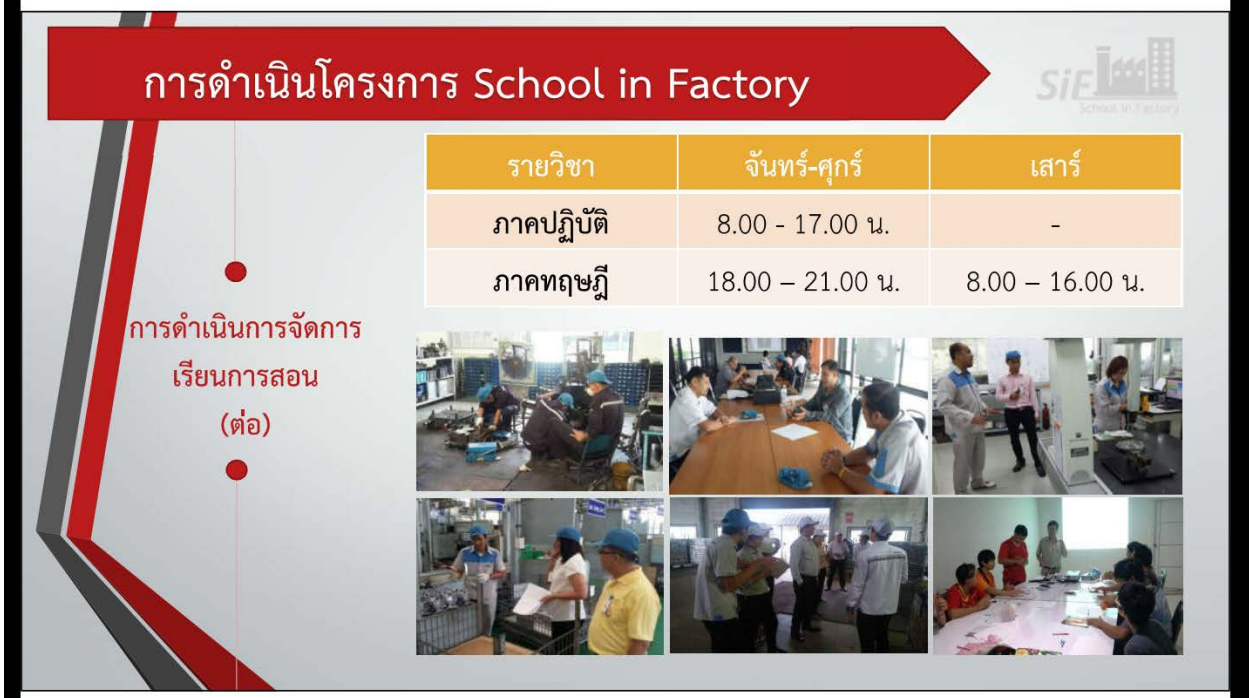 การดำเนินโครงการ School in Factory
SiF
School in Factory
รายวิชา จันทร์-ศุกร์ เสาร์
ภาคปฏิบัติ 8.00 - 17.00 น. -
ภาคทฤษฎี 18.00 – 21.00 น. 8.00 – 16.00 น.
การดำเนินการจัดการ
เรียนการสอน
(ต่อ)